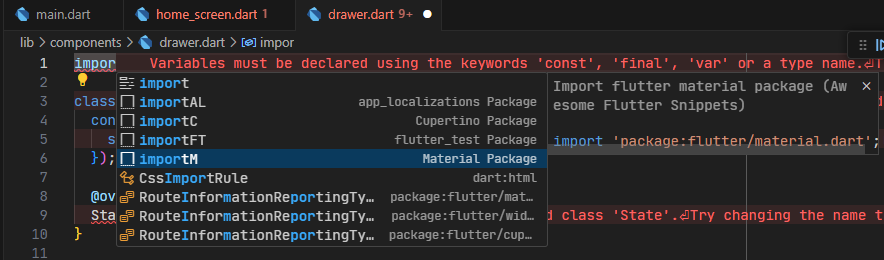 main.dart home_screen.dart 1 drawer.dart 9+
lib > components > drawer.dart > impor
1 impor Variables must be declared using the keywords 'const', 'final', 'var' or a type name.⏎T
2 import
3 class importAL app_localizations Package
4 con importC Cupertino Package
5 s importFT flutter_test Package
6 }); importM Material Package
7 CssImportRule dart:html
8 @ov RouteInformationReportingTy… package:flutter/mat…
9 Sta RouteInformationReportingTy… package:flutter/wid… d class 'State'.⏎Try changing the name t
10 } RouteInformationReportingTy… package:flutter/cup…
11
Import flutter material package (Aw
esome Flutter Snippets)
import 'package:flutter/material.dart';